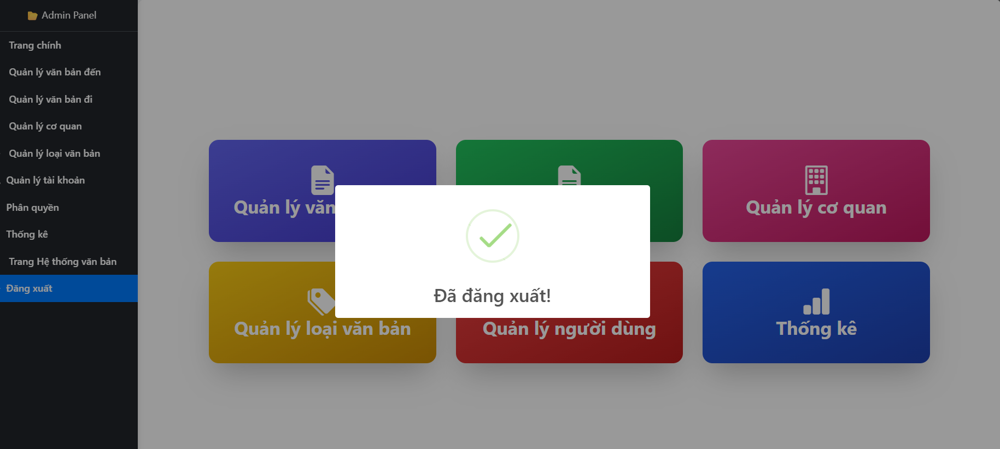 Admin Panel
Trang chính
Quản lý văn bản đến
Quản lý văn bản đi
Quản lý cơ quan
Quản lý loại văn bản
Quản lý tài khoản
Phân quyền
Thống kê
Trang Hệ thống văn bản
Đăng xuất
Quản lý văn
Quản lý cơ quan
Đã đăng xuất!
Quản lý loại văn bản
Quản lý người dùng
Thống kê